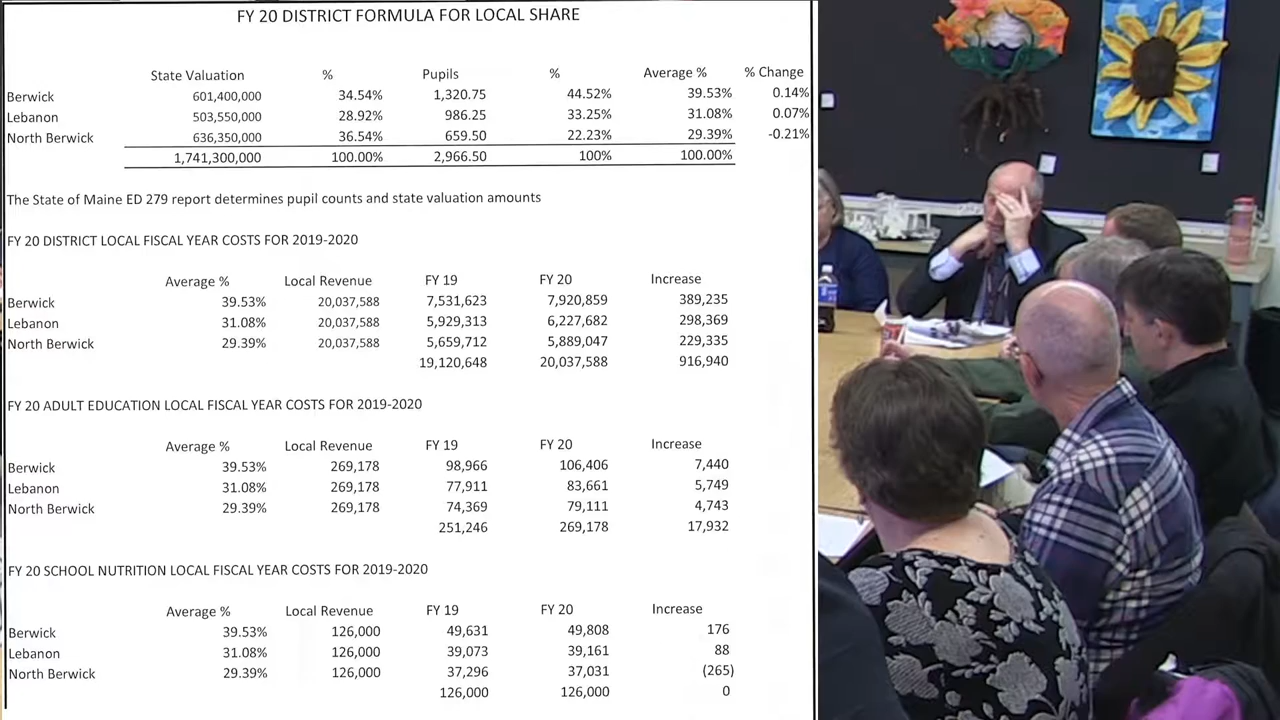 FY 20 DISTRICT FORMULA FOR LOCAL SHARE
State Valuation % Pupils % Average % % Change
Berwick 601,400,000 34.54% 1,320.75 44.52% 39.53% 0.14%
Lebanon 503,550,000 28.92% 986.25 33.25% 31.08% 0.07%
North Berwick 636,350,000 36.54% 659.50 22.23% 29.39% -0.21%
1,741,300,000 100.00% 2,966.50 100% 100.00%
The State of Maine ED 279 report determines pupil counts and state valuation amounts
FY 20 DISTRICT LOCAL FISCAL YEAR COSTS FOR 2019-2020
Average % Local Revenue FY 19 FY 20 Increase
Berwick 39.53% 20,037,588 7,531,623 7,920,859 389,235
Lebanon 31.08% 20,037,588 5,929,313 6,227,682 298,369
North Berwick 29.39% 20,037,588 5,659,712 5,889,047 229,335
19,120,648 20,037,588 916,940
FY 20 ADULT EDUCATION LOCAL FISCAL YEAR COSTS FOR 2019-2020
Average % Local Revenue FY 19 FY 20 Increase
Berwick 39.53% 269,178 98,966 106,406 7,440
Lebanon 31.08% 269,178 77,911 83,661 5,749
North Berwick 29.39% 269,178 74,369 79,111 4,743
251,246 269,178 17,932
FY 20 SCHOOL NUTRITION LOCAL FISCAL YEAR COSTS FOR 2019-2020
Average % Local Revenue FY 19 FY 20 Increase
Berwick 39.53% 126,000 49,631 49,808 176
Lebanon 31.08% 126,000 39,073 39,161 88
North Berwick 29.39% 126,000 37,296 37,031 (265)
126,000 126,000 0